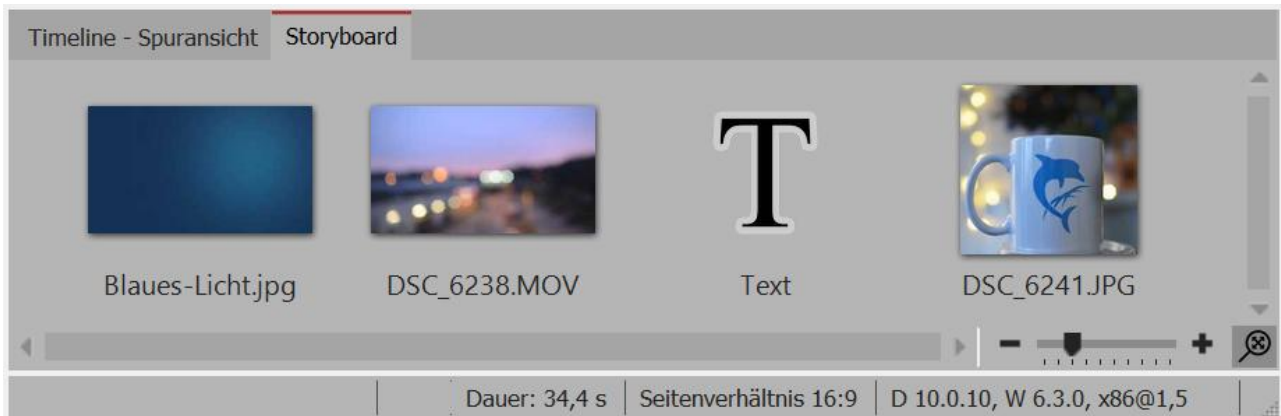 Timeline - Spuransicht Storyboard
T
Blaues-Licht.jpg DSC_6238.MOV Text DSC_6241.JPG
Dauer: 34,4 s Seitenverhältnis 16:9 D 10.0.10, W 6.3.0, x86@1,5